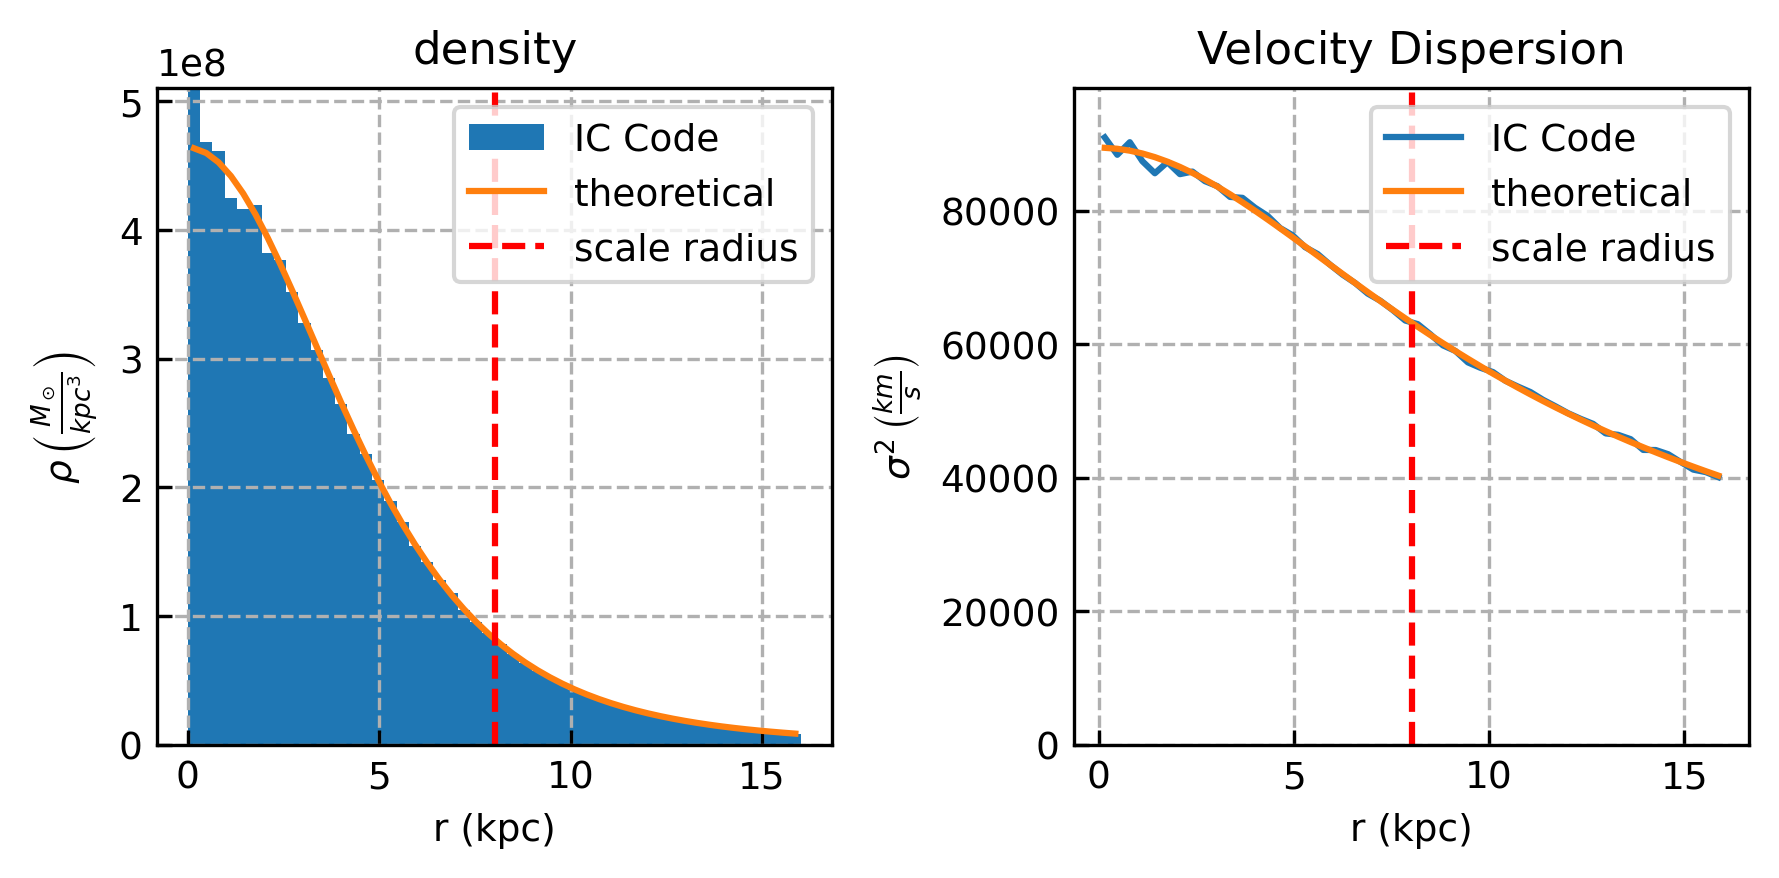 density
1e8
5
4
3
2
1
0
0 5 10 15
r (kpc)
ρ (M⊙/kpc³)
IC Code
theoretical
scale radius
Velocity Dispersion
80000
60000
40000
20000
0
0 5 10 15
r (kpc)
σ² (km/s)
IC Code
theoretical
scale radius